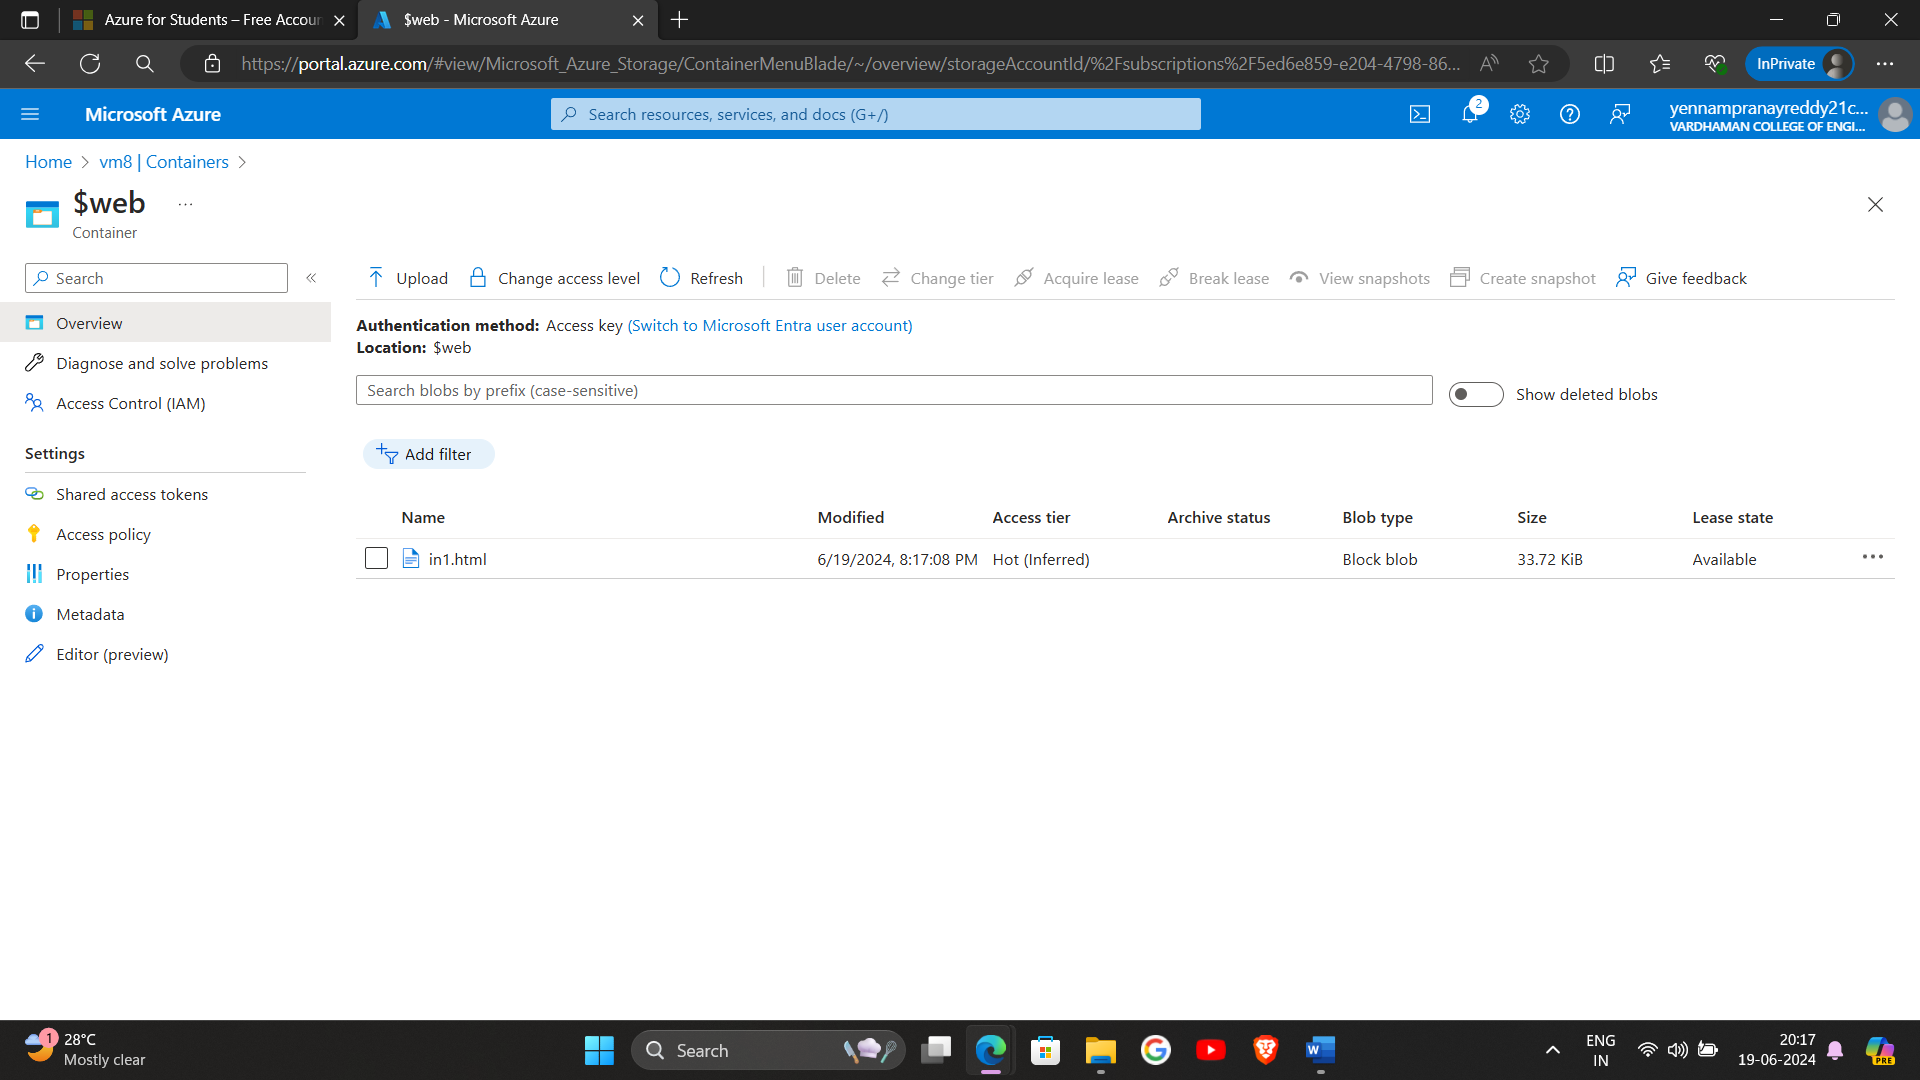 Azure for Students – Free Accoun
$web - Microsoft Azure
https://portal.azure.com/#view/Microsoft_Azure_Storage/ContainerMenuBlade/~/overview/storageAccountId/%2Fsubscriptions%2F5ed6e859-e204-4798-86...
InPrivate
Microsoft Azure
Search resources, services, and docs (G+/)
2
yennampranayreddy21c...
VARDHAMAN COLLEGE OF ENGI...
Home > vm8 | Containers >
$web
...
Container
Search
«
Upload
Change access level
Refresh
Delete
Change tier
Acquire lease
Break lease
View snapshots
Create snapshot
Give feedback
Overview
Diagnose and solve problems
Access Control (IAM)
Settings
Shared access tokens
Access policy
Properties
Metadata
Editor (preview)
Authentication method: Access key (Switch to Microsoft Entra user account)
Location: $web
Search blobs by prefix (case-sensitive)
Show deleted blobs
Add filter
Name Modified Access tier Archive status Blob type Size Lease state
in1.html 6/19/2024, 8:17:08 PM Hot (Inferred) Block blob 33.72 KiB Available ...
1
28°C
Mostly clear
Search
ENG
IN
20:17
19-06-2024
PRE